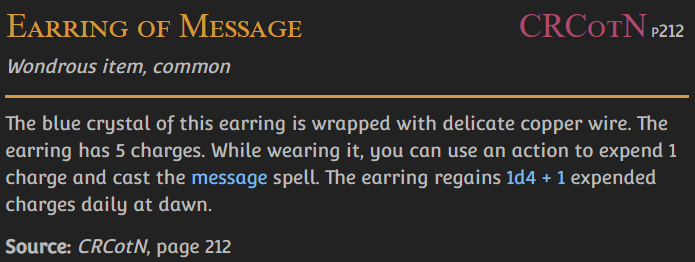 Earring of Message CRCotN p212
Wondrous item, common
The blue crystal of this earring is wrapped with delicate copper wire. The
earring has 5 charges. While wearing it, you can use an action to expend 1
charge and cast the message spell. The earring regains 1d4 + 1 expended
charges daily at dawn.
Source: CRCotN, page 212